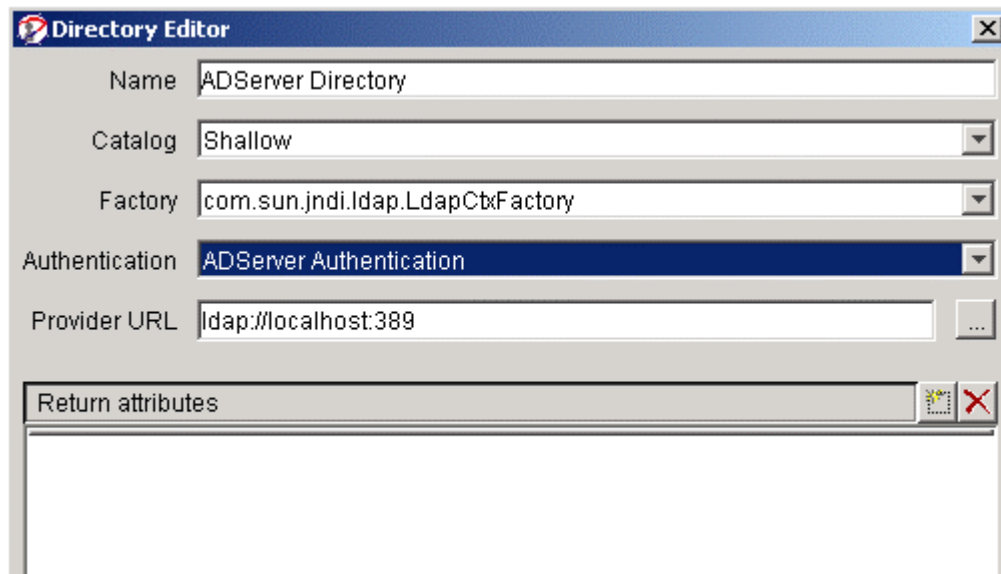 Directory Editor
Name ADServer Directory
Catalog Shallow
Factory com.sun.jndi.ldap.LdapCtxFactory
Authentication ADServer Authentication
Provider URL ldap://localhost:389 ...
Return attributes